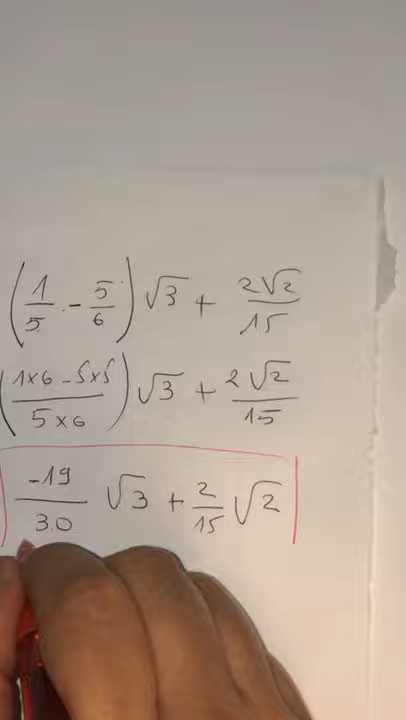 (1/5 - 5/6) √3 + 2√2/15
(1×6 - 5×5 / 5×6) √3 + 2√2/15
-19/30 √3 + 2/15 √2